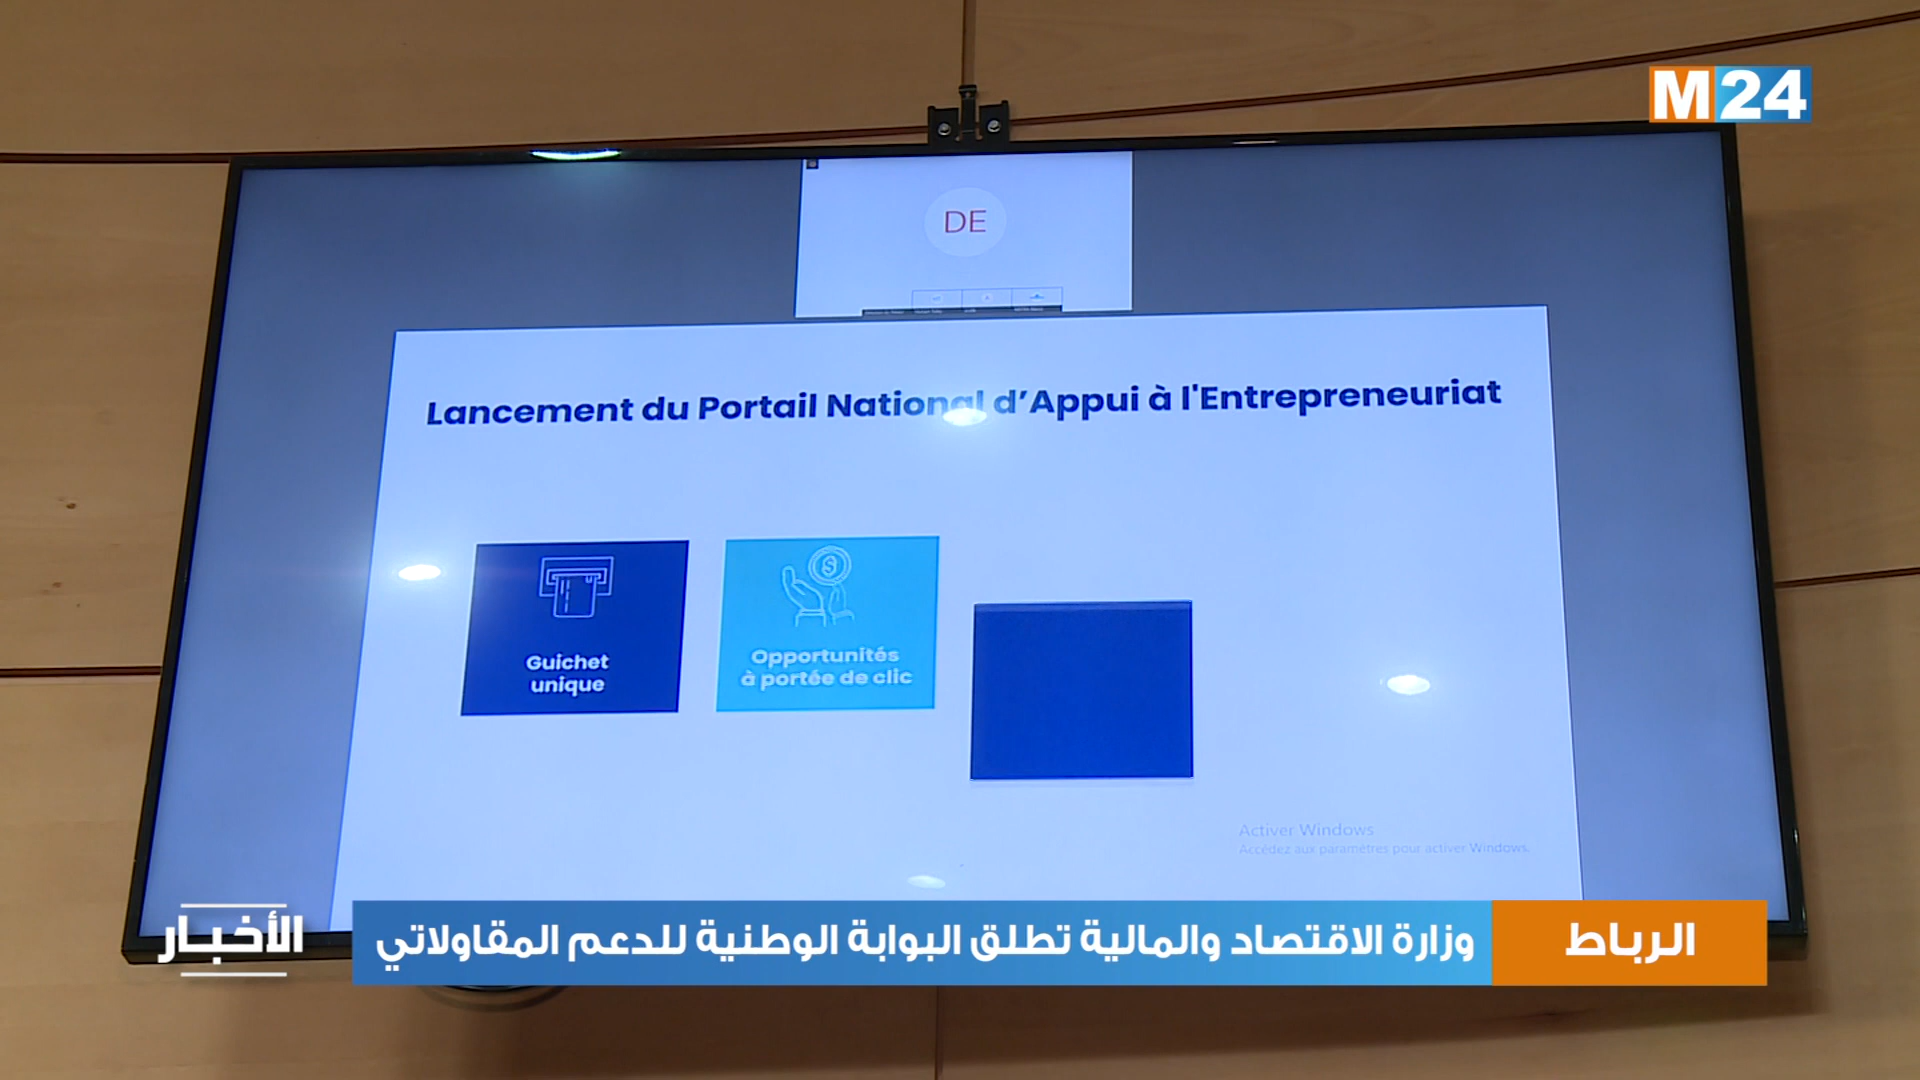 M24
DE
Lancement du Portail National d’Appui à l'Entrepreneuriat
Guichet
unique
Opportunités
à portée de clic
Activer Windows
Accédez aux paramètres pour activer Windows.
الرباط
وزارة الاقتصاد والمالية تطلق البوابة الوطنية للدعم المقاولاتي
الأخبار